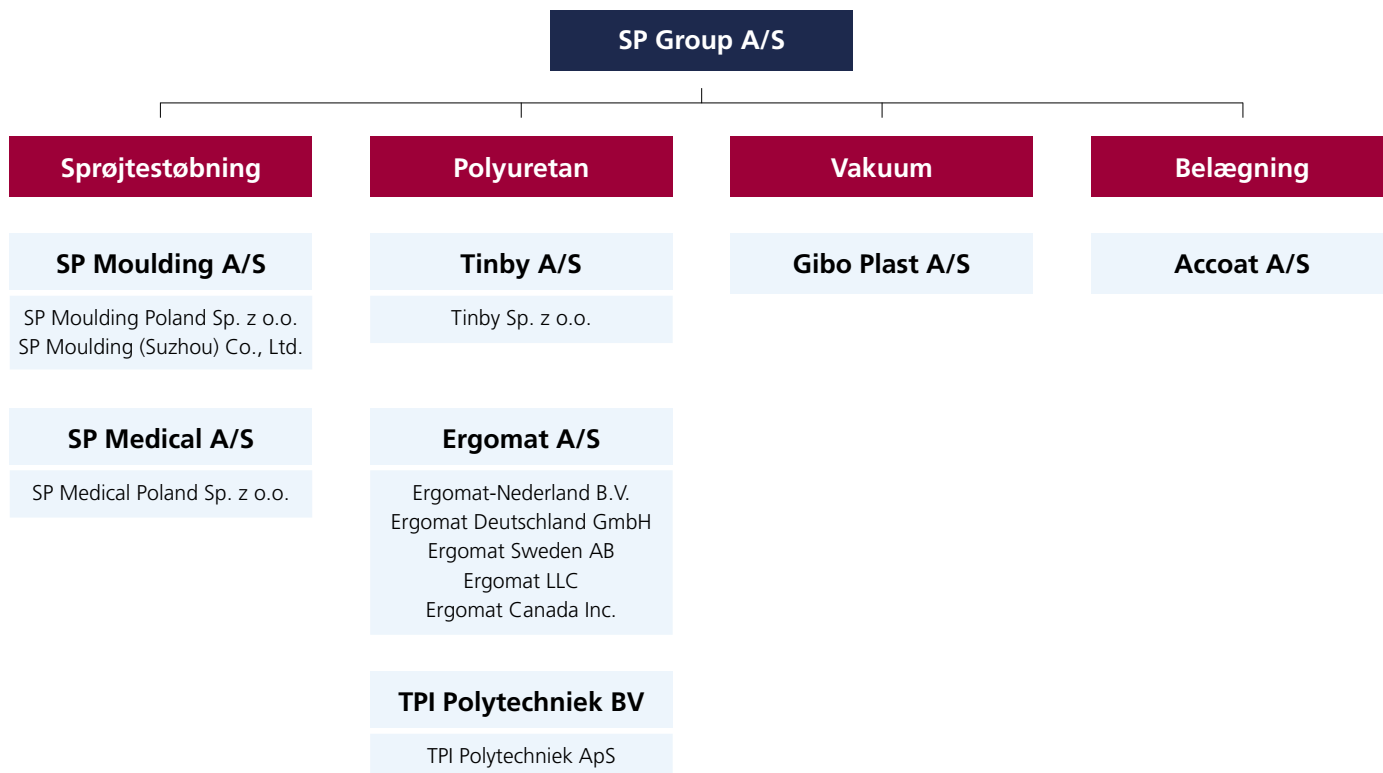 SP Group A/S
Sprøjtestøbning
Polyuretan
Vakuum
Belægning
SP Moulding A/S
SP Moulding Poland Sp. z o.o.
SP Moulding (Suzhou) Co., Ltd.
SP Medical A/S
SP Medical Poland Sp. z o.o.
Tinby A/S
Tinby Sp. z o.o.
Ergomat A/S
Ergomat-Nederland B.V.
Ergomat Deutschland GmbH
Ergomat Sweden AB
Ergomat LLC
Ergomat Canada Inc.
TPI Polytechniek BV
TPI Polytechniek ApS
Gibo Plast A/S
Accoat A/S